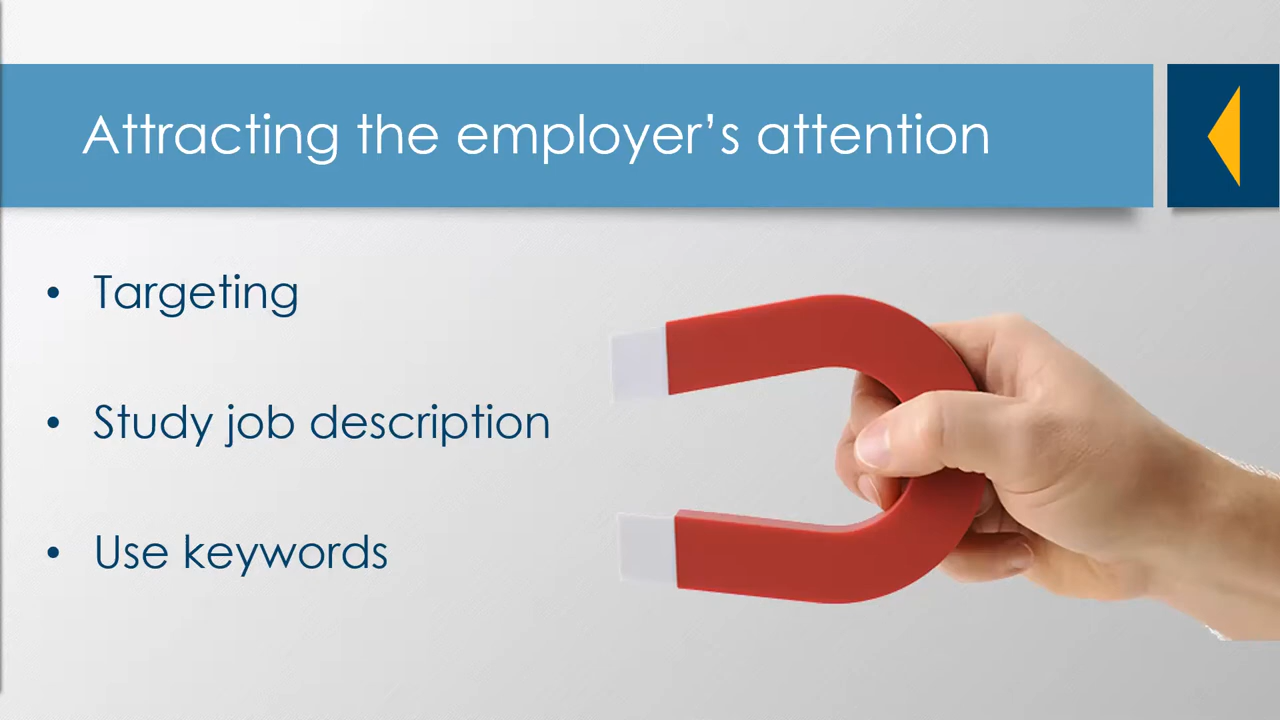 Attracting the employer’s attention
• Targeting
• Study job description
• Use keywords